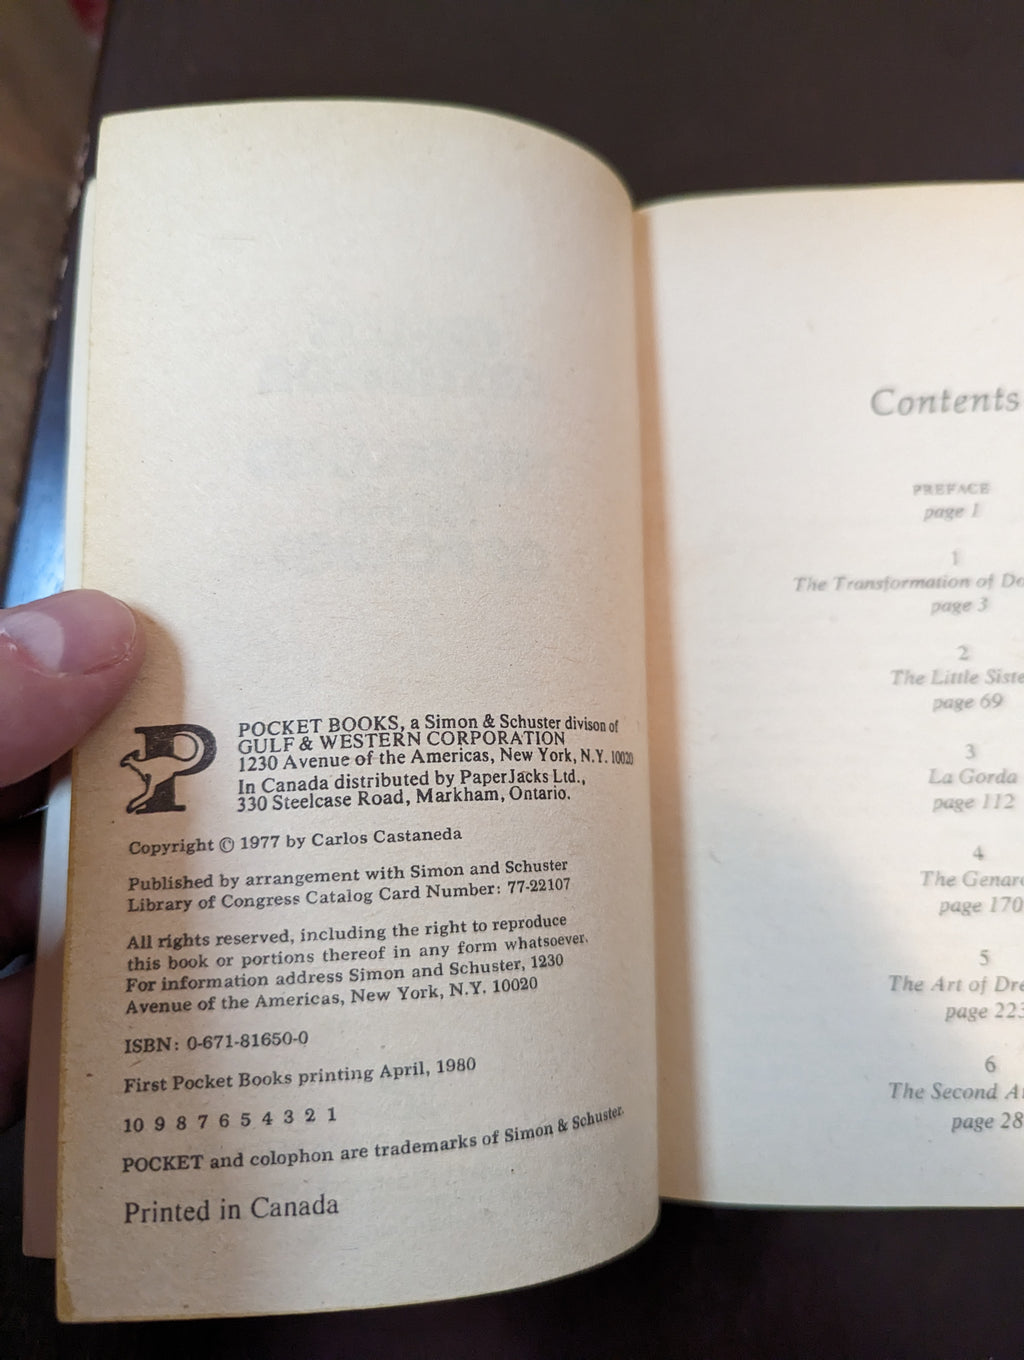 POCKET BOOKS, a Simon & Schuster divison of
GULF & WESTERN CORPORATION
1230 Avenue of the Americas, New York, N.Y. 10020
In Canada distributed by PaperJacks Ltd.,
330 Steelcase Road, Markham, Ontario.
Copyright © 1977 by Carlos Castaneda
Published by arrangement with Simon and Schuster
Library of Congress Catalog Card Number: 77-22107
All rights reserved, including the right to reproduce
this book or portions thereof in any form whatsoever.
For information address Simon and Schuster, 1230
Avenue of the Americas, New York, N.Y. 10020
ISBN: 0-671-81650-0
First Pocket Books printing April, 1980
10 9 8 7 6 5 4 3 2 1
POCKET and colophon are trademarks of Simon & Schuster.
Printed in Canada
Contents
PREFACE
page 1
1
The Transformation of Do
page 3
2
The Little Siste
page 69
3
La Gorda
page 112
4
The Genaro
page 170
5
The Art of Dre
page 223
6
The Second A
page 28